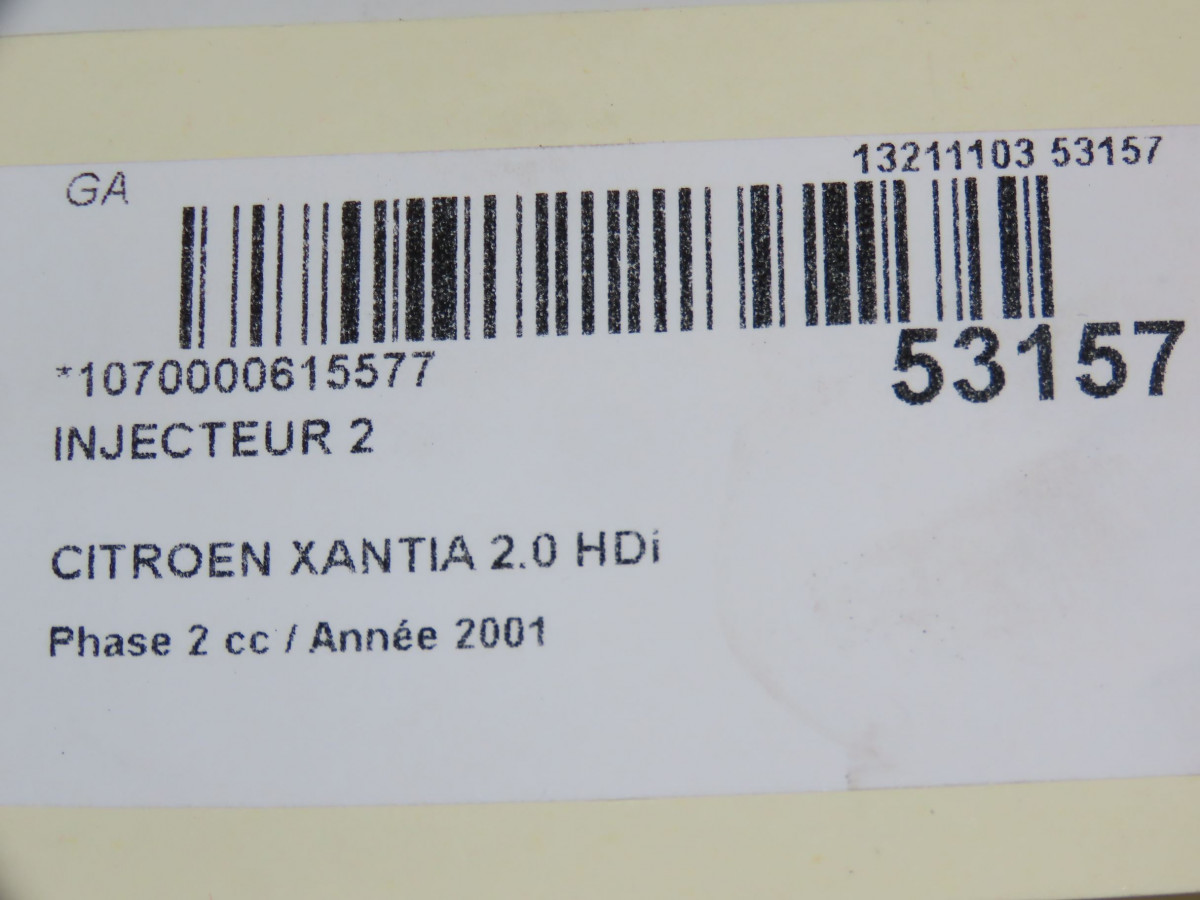 GA
13211103 53157
*1070000615577
53157
INJECTEUR 2
CITROEN XANTIA 2.0 HDi
Phase 2 cc / Année 2001